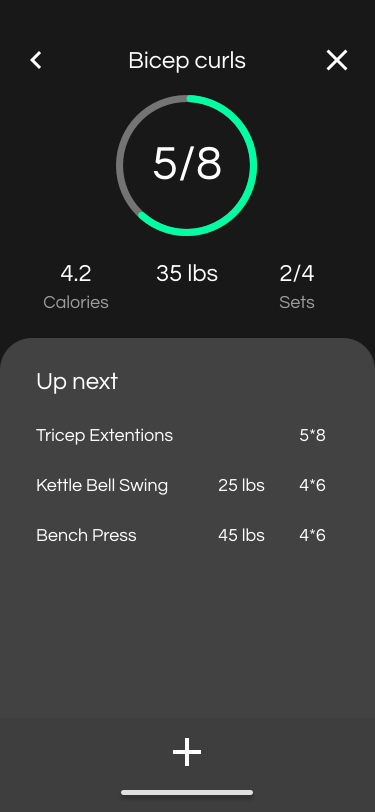 Bicep curls
5/8
4.2 35 lbs 2/4
Calories Sets
Up next
Tricep Extentions 5*8
Kettle Bell Swing 25 lbs 4*6
Bench Press 45 lbs 4*6